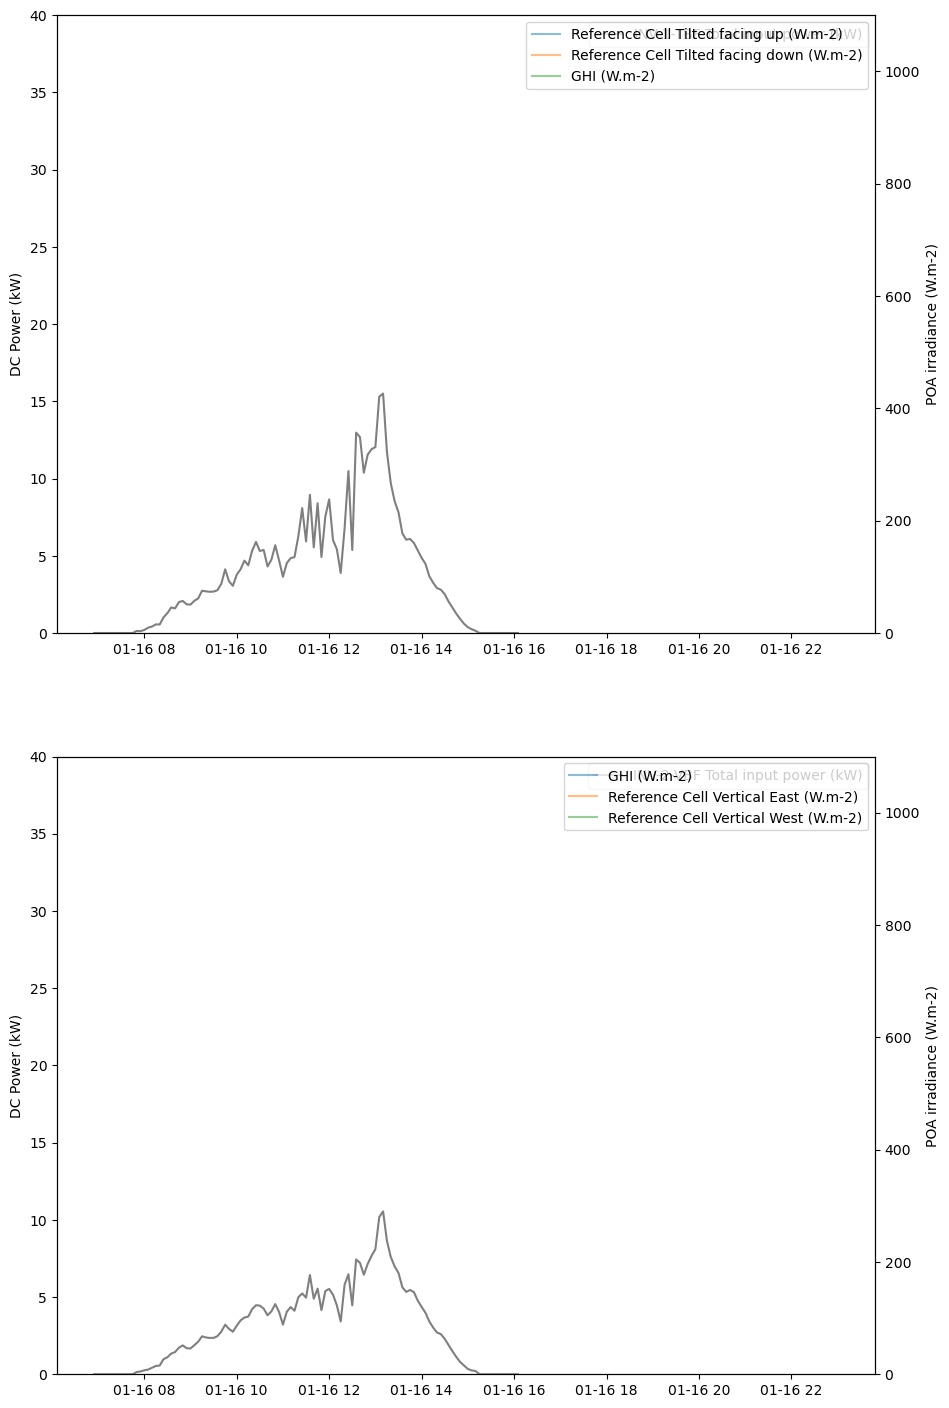 40
35
30
25
20
15
10
5
0
DC Power (kW)
Reference Cell Tilted facing up (W.m-2)
Reference Cell Tilted facing down (W.m-2)
GHI (W.m-2)
1000
800
600
400
200
0
POA irradiance (W.m-2)
01-16 08 01-16 10 01-16 12 01-16 14 01-16 16 01-16 18 01-16 20 01-16 22
40
35
30
25
20
15
10
5
0
DC Power (kW)
GHI (W.m-2)
Total input power (kW)
Reference Cell Vertical East (W.m-2)
Reference Cell Vertical West (W.m-2)
1000
800
600
400
200
0
POA irradiance (W.m-2)
01-16 08 01-16 10 01-16 12 01-16 14 01-16 16 01-16 18 01-16 20 01-16 22